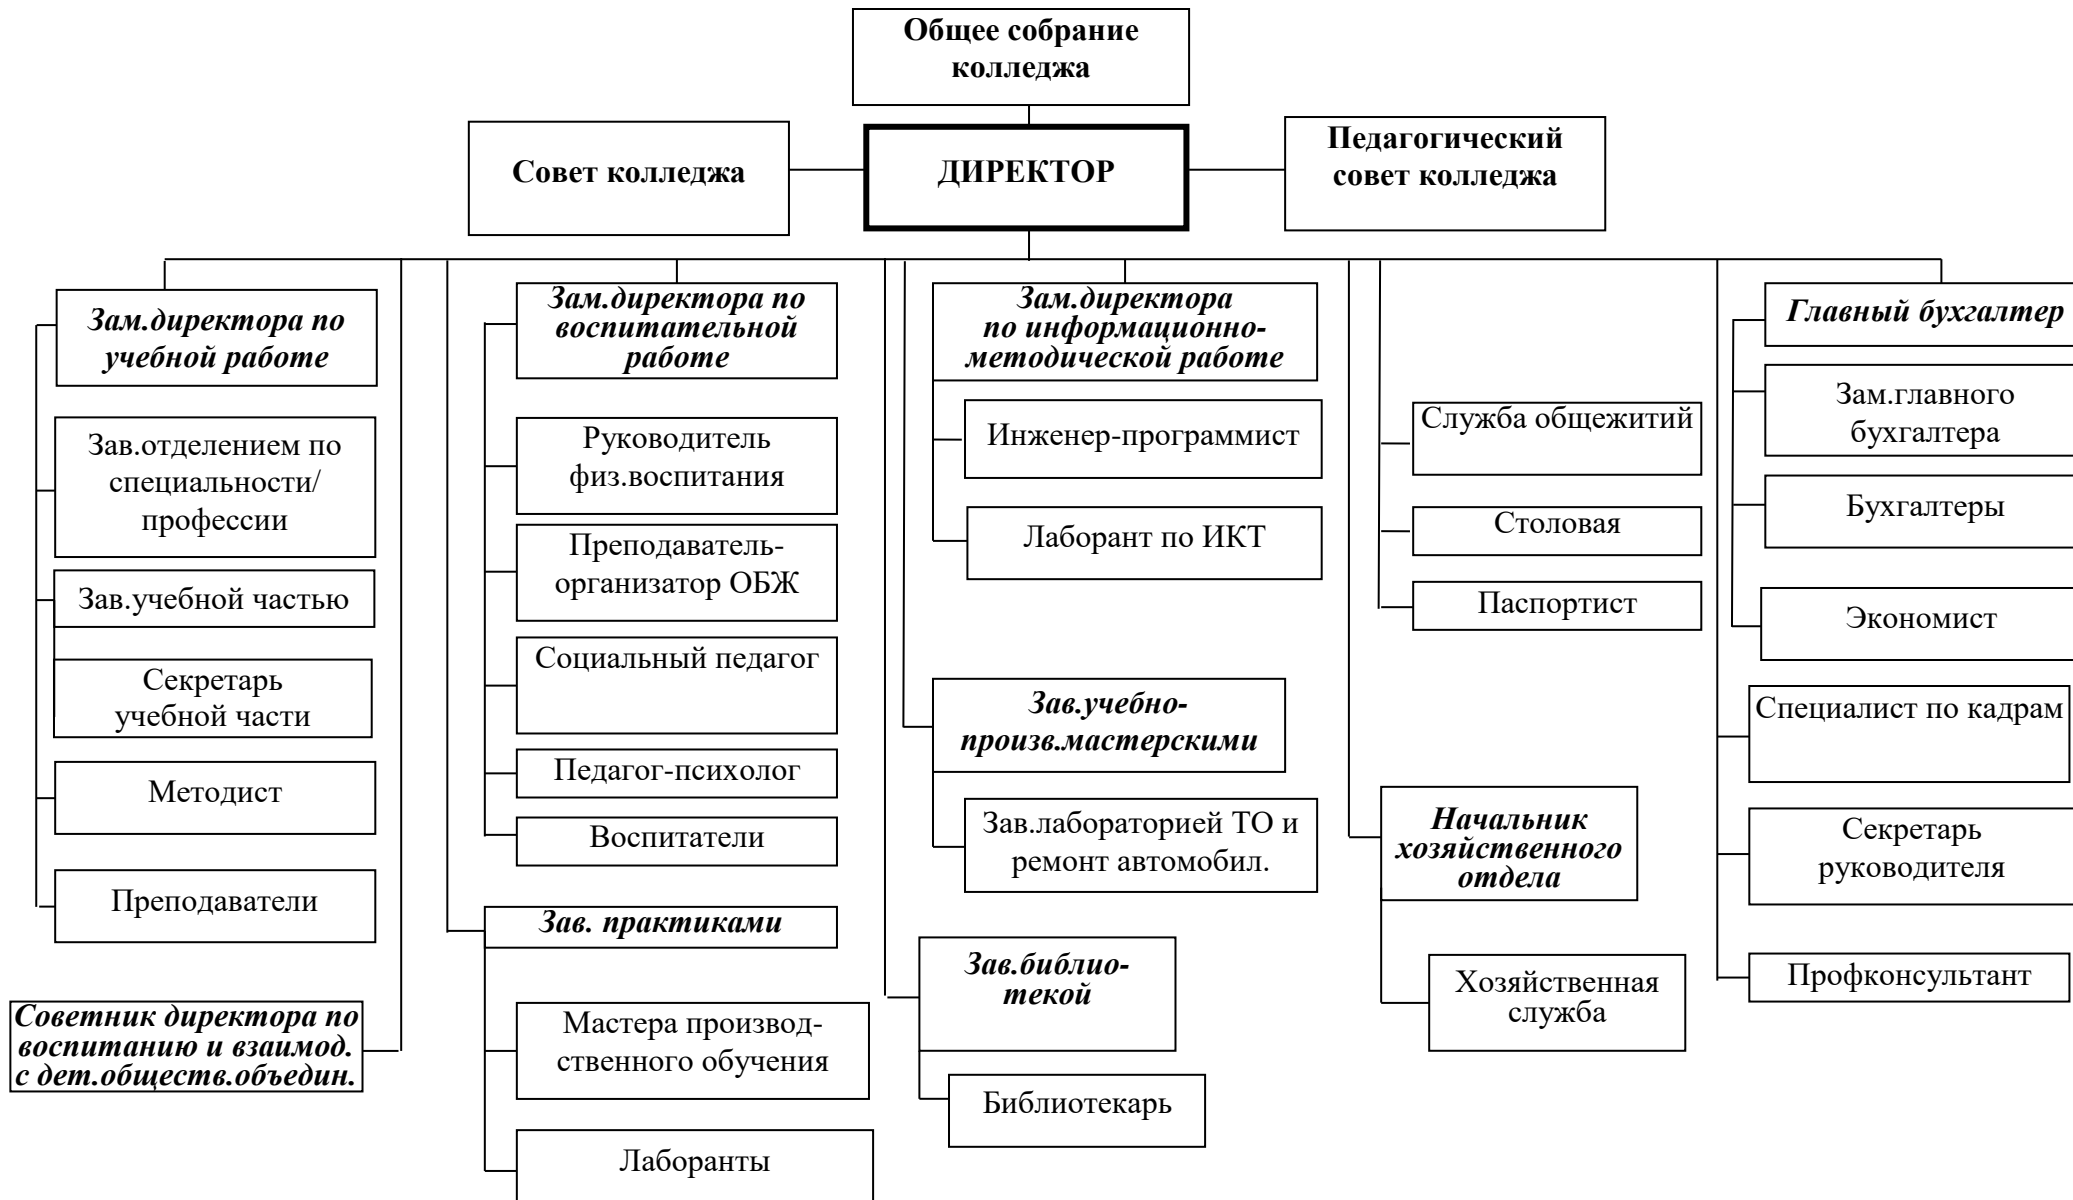 Общее собрание
колледжа
Совет колледжа
ДИРЕКТОР
Педагогический
совет колледжа
Зам.директора по
учебной работе
Зав.отделением по
специальности/
профессии
Зав.учебной частью
Секретарь
учебной части
Методист
Преподаватели
Советник директора по
воспитанию и взаимод.
с дет.обществ.объедин.
Зам.директора по
воспитательной
работе
Руководитель
физ.воспитания
Преподаватель-
организатор ОБЖ
Социальный педагог
Педагог-психолог
Воспитатели
Зав. практиками
Мастера производ-
ственного обучения
Лаборанты
Зам.директора
по информационно-
методической работе
Инженер-программист
Лаборант по ИКТ
Зав.учебно-
произв.мастерскими
Зав.лабораторией ТО и
ремонт автомобил.
Зав.библио-
текой
Библиотекарь
Служба общежитий
Столовая
Паспортист
Начальник
хозяйственного
отдела
Хозяйственная
служба
Главный бухгалтер
Зам.главного
бухгалтера
Бухгалтеры
Экономист
Специалист по кадрам
Секретарь
руководителя
Профконсультант